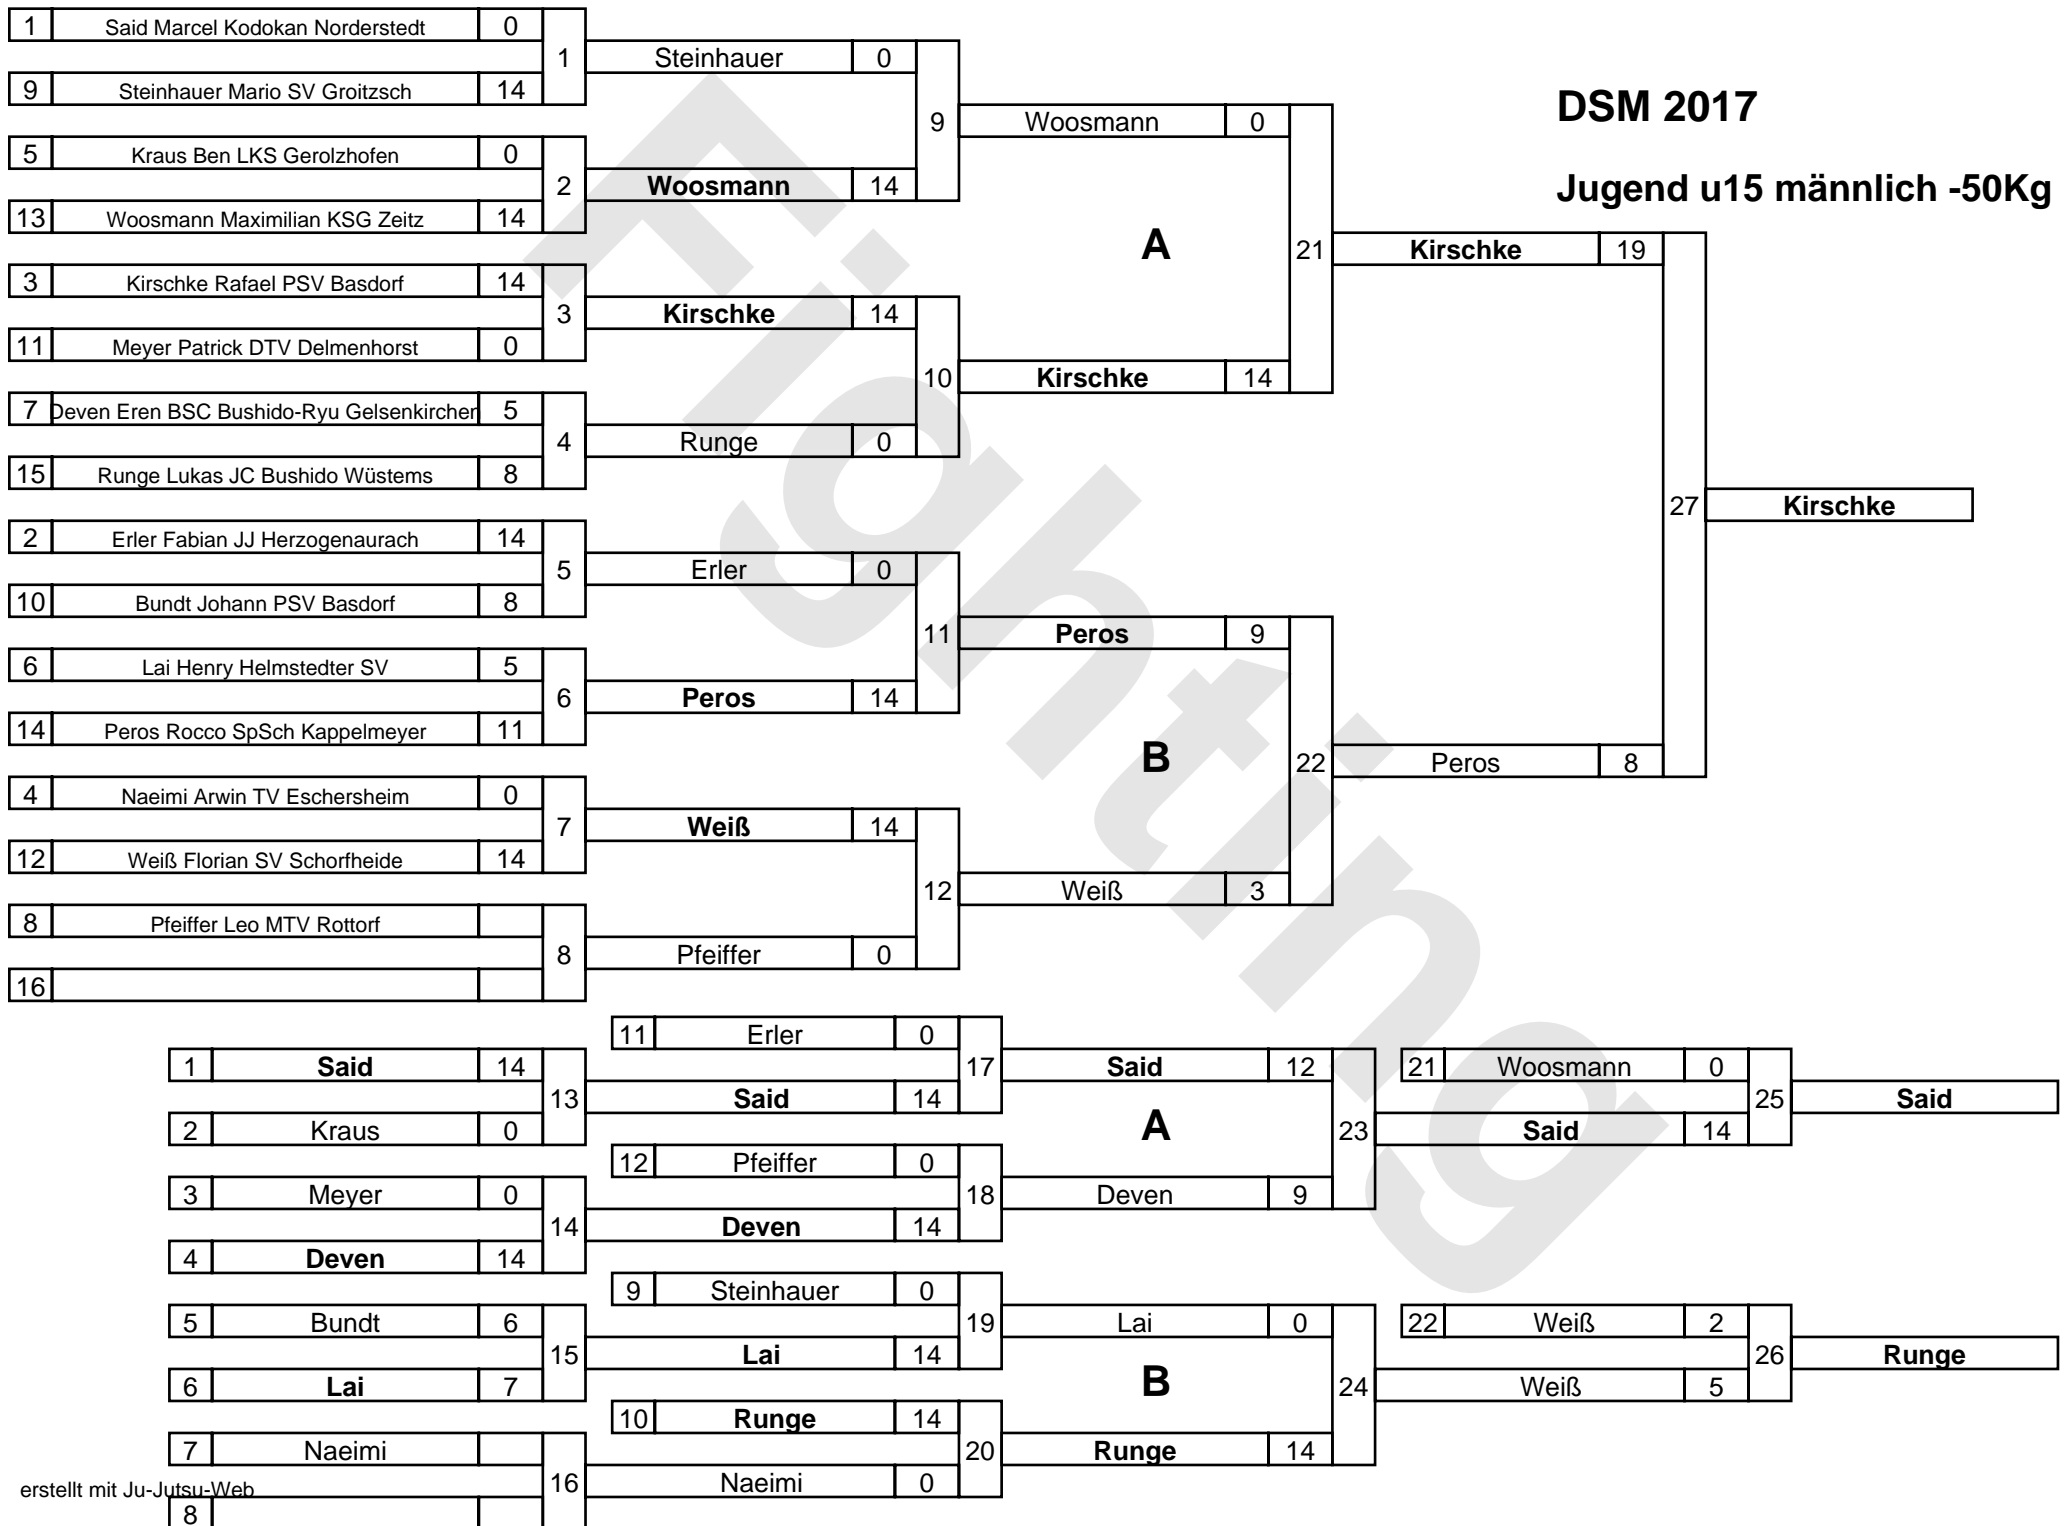 DSM 2017
Jugend u15 männlich -50Kg
1 Said Marcel Kodokan Norderstedt 0
9 Steinhauer Mario SV Groitzsch 14
5 Kraus Ben LKS Gerolzhofen 0
13 Woosmann Maximilian KSG Zeitz 14
3 Kirschke Rafael PSV Basdorf 14
11 Meyer Patrick DTV Delmenhorst 0
7 Deven Eren BSC Bushido-Ryu Gelsenkirchen 5
15 Runge Lukas JC Bushido Wüstems 8
2 Erler Fabian JJ Herzogenaurach 14
10 Bundt Johann PSV Basdorf 8
6 Lai Henry Helmstedter SV 5
14 Peros Rocco SpSch Kappelmeyer 11
4 Naeimi Arwin TV Eschersheim 0
12 Weiß Florian SV Schorfheide 14
8 Pfeiffer Leo MTV Rottorf
16
1
2
3
4
5
6
7
8
Steinhauer 0
Woosmann 14
Kirschke 14
Runge 0
Erler 0
Peros 14
Weiß 14
Pfeiffer 0
9
10
11
12
Woosmann 0
A
Kirschke 14
Peros 9
B
Weiß 3
21
22
Kirschke 19
Peros 8
27
Kirschke
Fighting
1 Said 14
2 Kraus 0
3 Meyer 0
4 Deven 14
5 Bundt 6
6 Lai 7
7 Naeimi
8
13
14
15
16
11 Erler 0
Said 14
12 Pfeiffer 0
Deven 14
9 Steinhauer 0
Lai 14
10 Runge 14
Naeimi 0
17
18
19
20
Said 12
A
Deven 9
Lai 0
B
Runge 14
23
24
21 Woosmann 0
Said 14
22 Weiß 2
Weiß 5
25
26
Said
Runge
erstellt mit Ju-Jutsu-Web